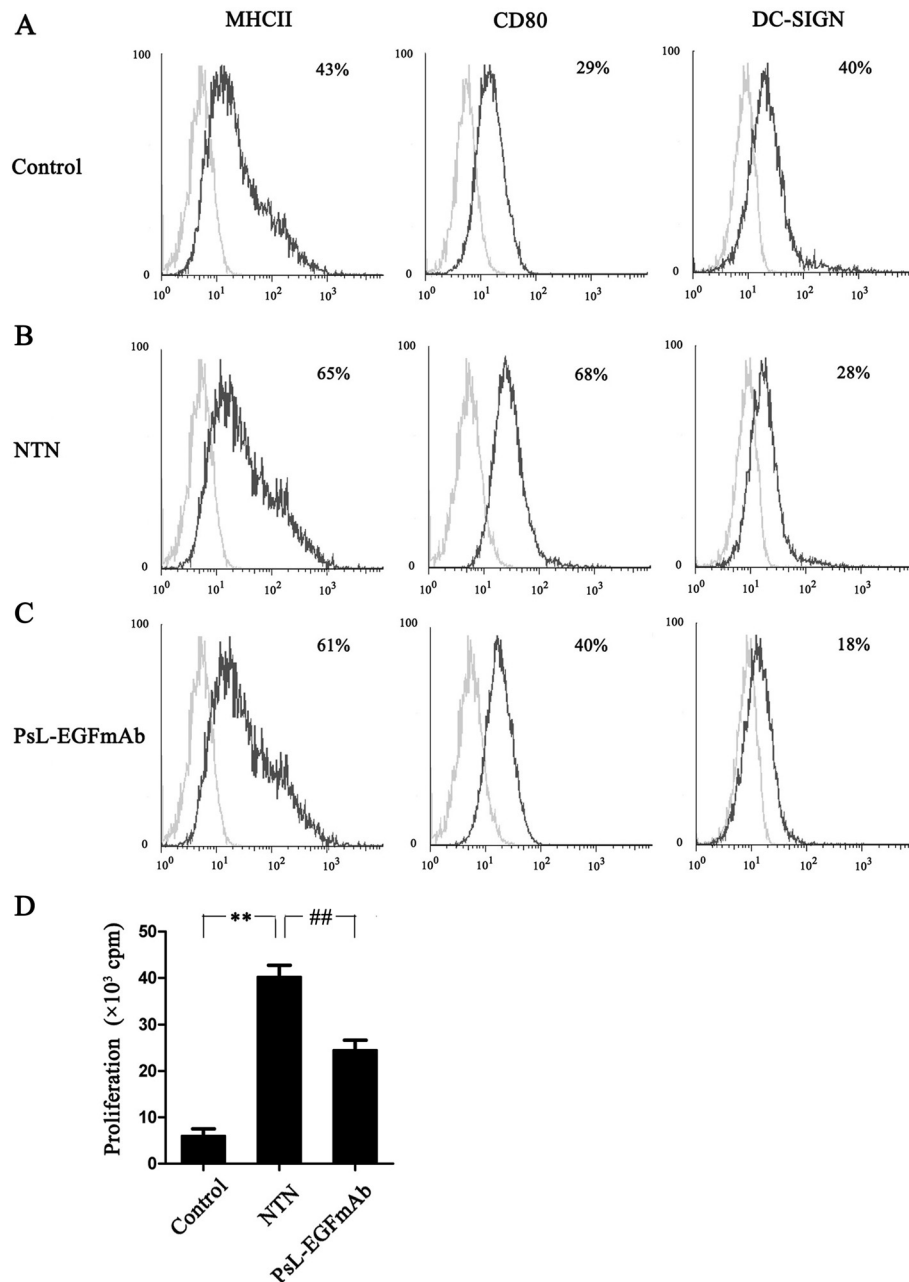 A
MHCII CD80 DC-SIGN
Control
100 43% 0 10⁰ 10¹ 10² 10³
100 29% 0 10⁰ 10¹ 10² 10³
100 40% 0 10⁰ 10¹ 10² 10³
B
NTN
100 65% 0 10⁰ 10¹ 10² 10³
100 68% 0 10⁰ 10¹ 10² 10³
100 28% 0 10⁰ 10¹ 10² 10³
C
PsL-EGFmAb
100 61% 0 10⁰ 10¹ 10² 10³
100 40% 0 10⁰ 10¹ 10² 10³
100 18% 0 10⁰ 10¹ 10² 10³
D
** ##
Proliferation (×10³ cpm)
50
40
30
20
10
0
Control
NTN
PsL-EGFmAb